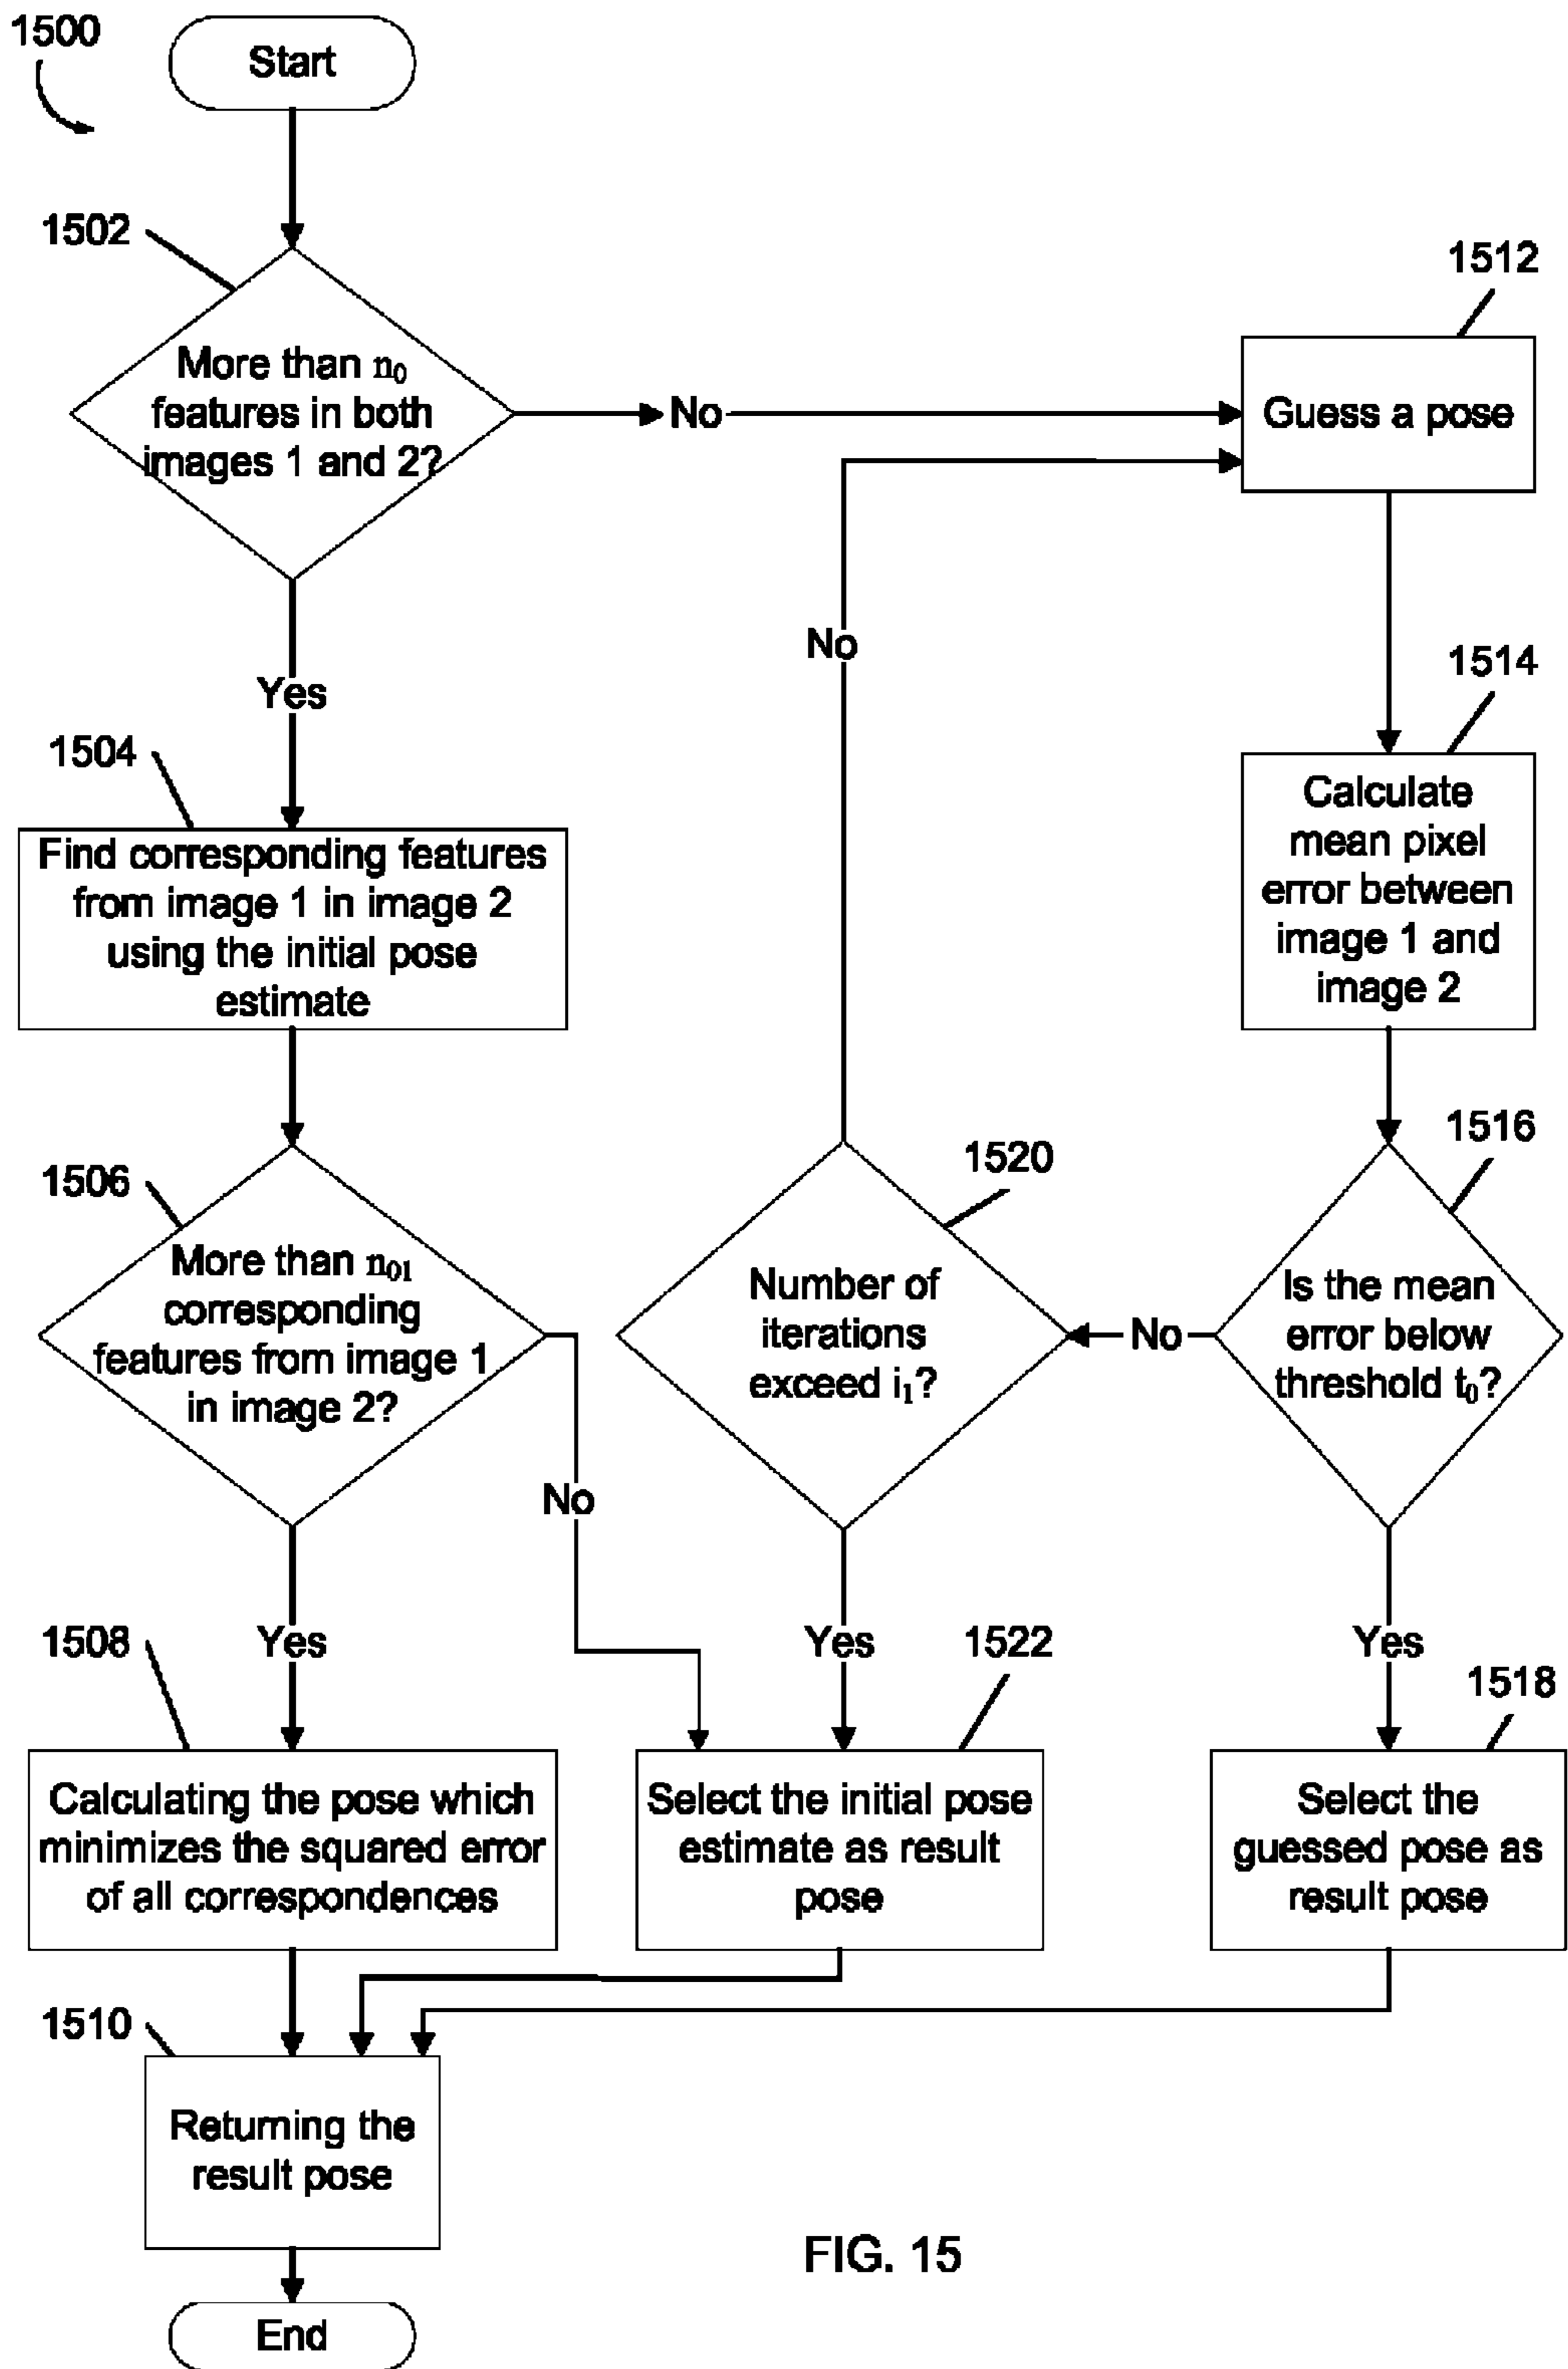 1500
Start
1502
More than n₀
features in both
images 1 and 2?
No
1512
Guess a pose
Yes
No
1514
Calculate
mean pixel
error between
image 1 and
image 2
1504
Find corresponding features
from image 1 in image 2
using the initial pose
estimate
1506
More than n₀₁
corresponding
features from image 1
in image 2?
1520
Number of
iterations
exceed i₁?
No
1516
Is the mean
error below
threshold t₀?
No
1508
Yes
Yes
1522
Yes
1518
Calculating the pose which
minimizes the squared error
of all correspondences
Select the initial pose
estimate as result
pose
Select the
guessed pose as
result pose
1510
Returning the
result pose
End
FIG. 15